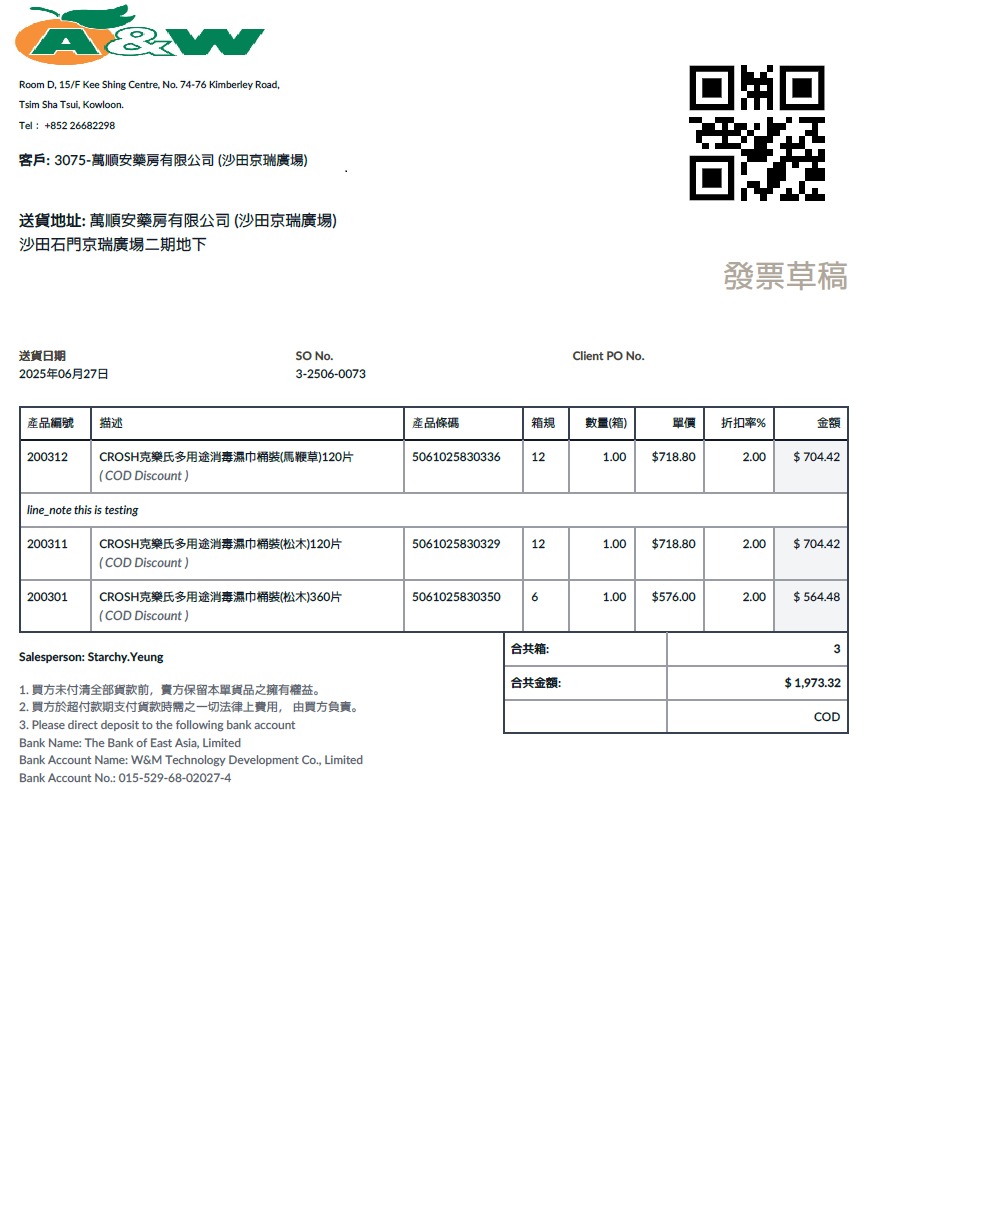 A&W
Room D, 15/F Kee Shing Centre, No. 74-76 Kimberley Road,
Tsim Sha Tsui, Kowloon.
Tel : +852 26682298
客戶: 3075-萬順安藥房有限公司 (沙田京瑞廣場)
送貨地址: 萬順安藥房有限公司 (沙田京瑞廣場)
沙田石門京瑞廣場二期地下
發票草稿
送貨日期 SO No. Client PO No.
2025年06月27日 3-2506-0073
產品編號 描述 產品條碼 箱規 數量(箱) 單價 折扣率% 金額
200312 CROSH克樂氏多用途消毒濕巾桶裝(馬鞭草)120片 5061025830336 12 1.00 $718.80 2.00 $ 704.42
( COD Discount )
line_note this is testing
200311 CROSH克樂氏多用途消毒濕巾桶裝(松木)120片 5061025830329 12 1.00 $718.80 2.00 $ 704.42
( COD Discount )
200301 CROSH克樂氏多用途消毒濕巾桶裝(松木)360片 5061025830350 6 1.00 $576.00 2.00 $ 564.48
( COD Discount )
合共箱: 3
合共金額: $ 1,973.32
COD
Salesperson: Starchy.Yeung
1. 買方未付清全部貨款前，賣方保留本單貨品之擁有權益。
2. 買方於超付款期支付貨款時需之一切法律上費用， 由買方負責。
3. Please direct deposit to the following bank account
Bank Name: The Bank of East Asia, Limited
Bank Account Name: W&M Technology Development Co., Limited
Bank Account No.: 015-529-68-02027-4